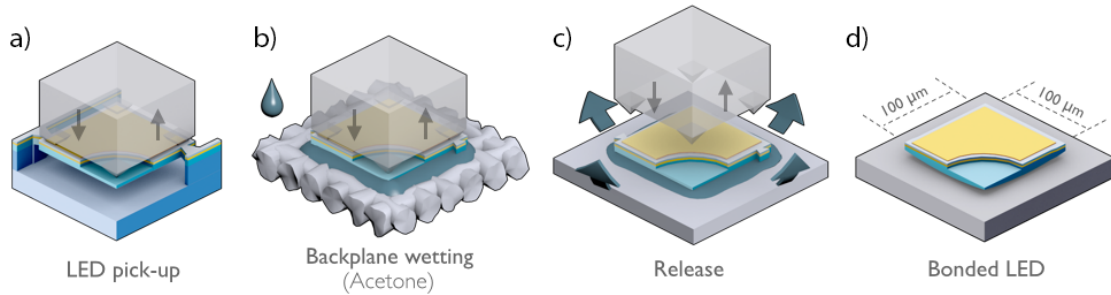 a)
b)
c)
d)
100 µm
100 µm
LED pick-up
Backplane wetting
(Acetone)
Release
Bonded LED